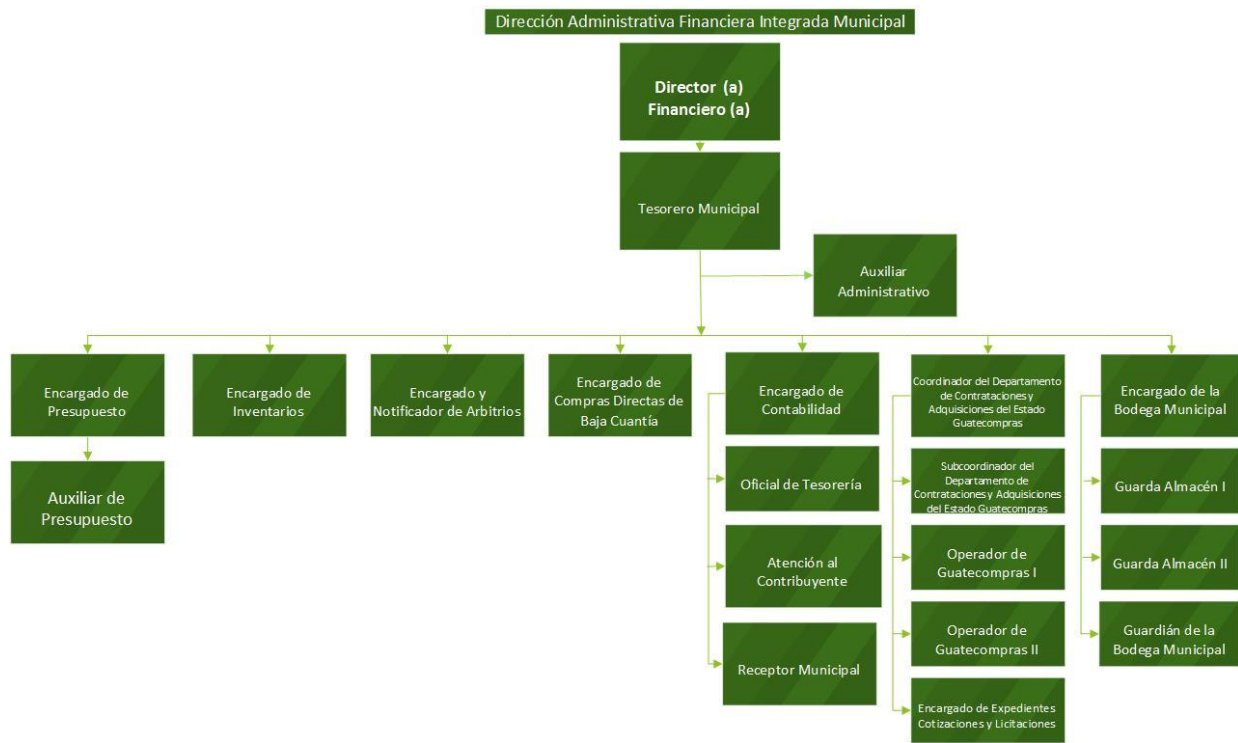 Dirección Administrativa Financiera Integrada Municipal
Director (a)
Financiero (a)
Tesorero Municipal
Auxiliar
Administrativo
Encargado de
Presupuesto
Encargado de
Inventarios
Encargado y
Notificador de Arbitrios
Encargado de
Compras Directas de
Baja Cuantía
Encargado de
Contabilidad
Coordinador del Departamento
de Contrataciones y
Adquisiciones del Estado
Guatecompras
Encargado de la
Bodega Municipal
Auxiliar de
Presupuesto
Oficial de Tesorería
Subcoordinador del
Departamento de
Contrataciones y Adquisiciones
del Estado Guatecompras
Guarda Almacén I
Atención al
Contribuyente
Operador de
Guatecompras I
Guarda Almacén II
Receptor Municipal
Operador de
Guatecompras II
Guardián de la
Bodega Municipal
Encargado de Expedientes
Cotizaciones y Licitaciones